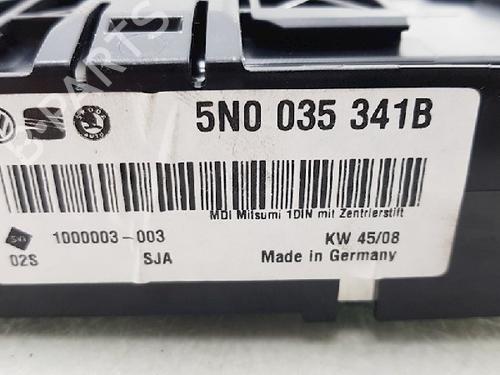 5N0 035 341B
MDI Mitsumi 1DIN mit Zentrierstift
1000003-003
KW 45/08
02S
SJA
Made in Germany